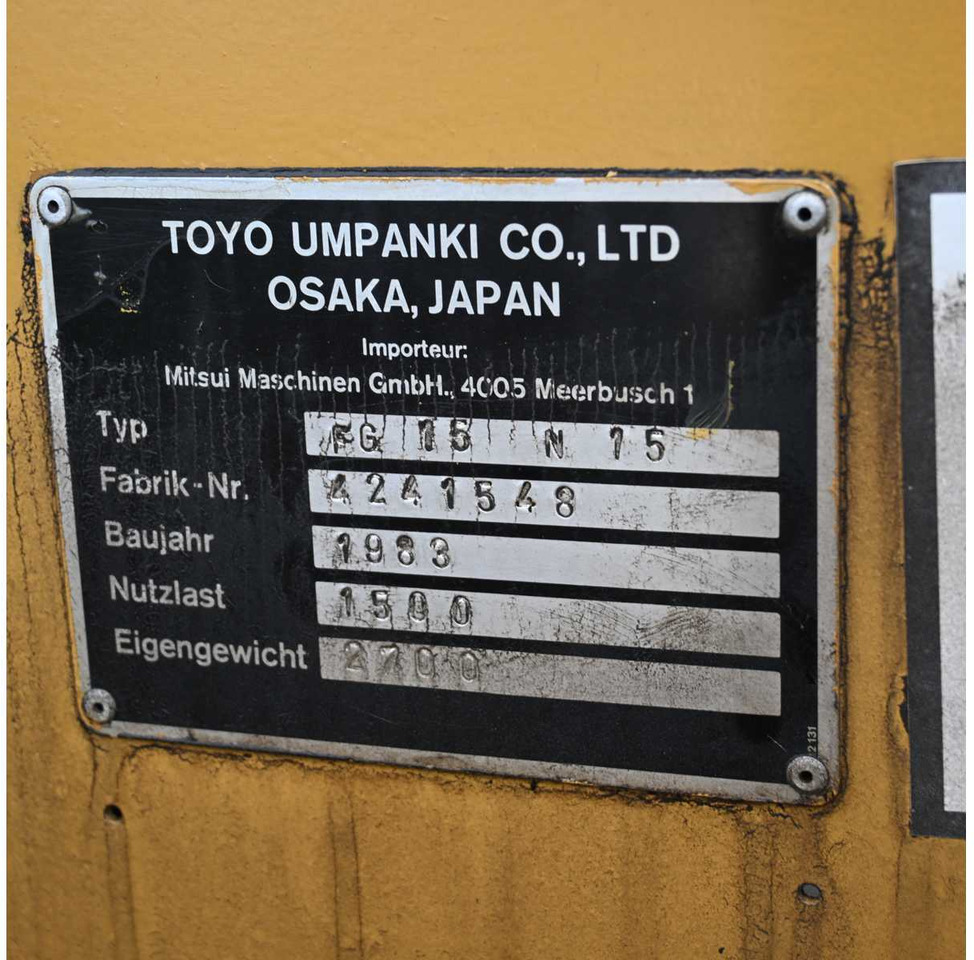 TOYO UMPANKI CO., LTD
OSAKA, JAPAN
Importeur:
Mitsui Maschinen GmbH., 4005 Meerbusch 1
Typ FG 15 N 15
Fabrik-Nr. 4241548
Baujahr 1983
Nutzlast 1500
Eigengewicht 2700
2131